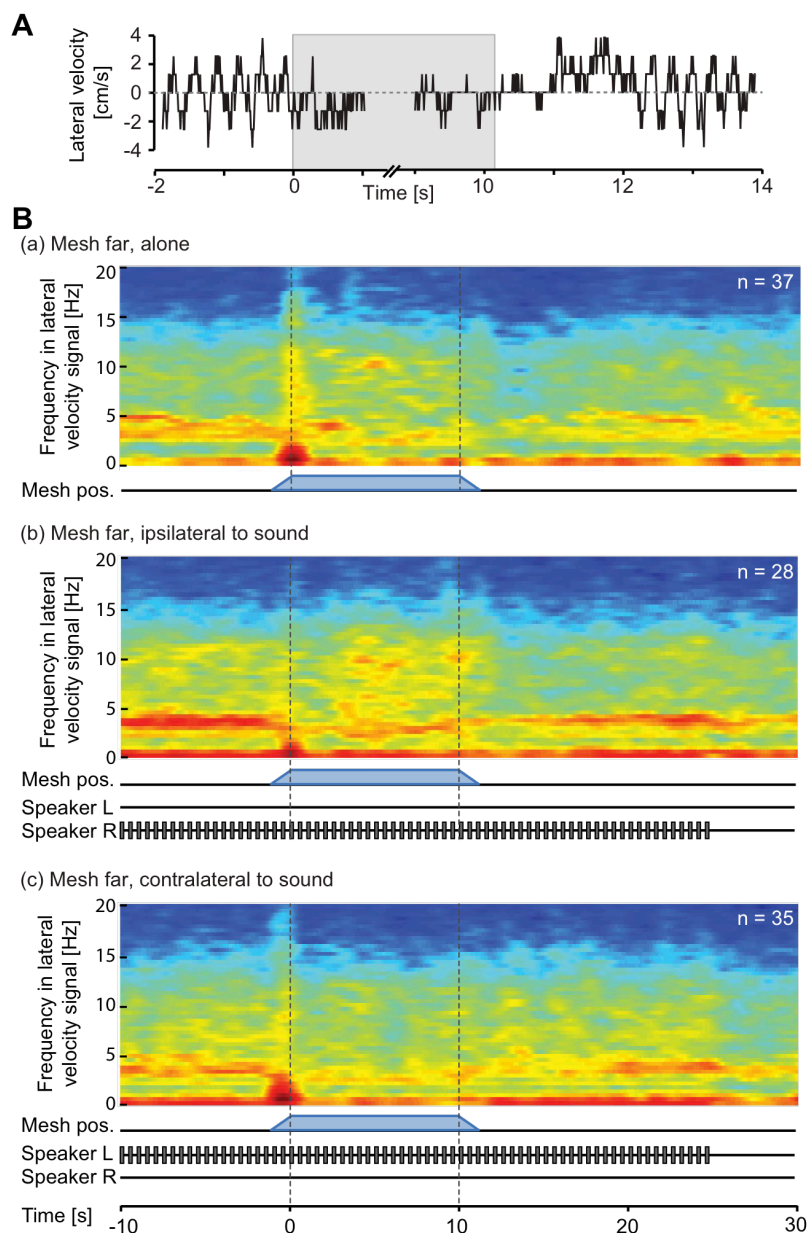 A
Lateral velocity
[cm/s]
4
2
0
-2
-4
-2
0
10
12
14
Time [s]
B
(a) Mesh far, alone
Frequency in lateral
velocity signal [Hz]
20
15
10
5
0
n = 37
Mesh pos.
(b) Mesh far, ipsilateral to sound
Frequency in lateral
velocity signal [Hz]
20
15
10
5
0
n = 28
Mesh pos.
Speaker L
Speaker R
(c) Mesh far, contralateral to sound
Frequency in lateral
velocity signal [Hz]
20
15
10
5
0
n = 35
Mesh pos.
Speaker L
Speaker R
Time [s]
-10
0
10
20
30